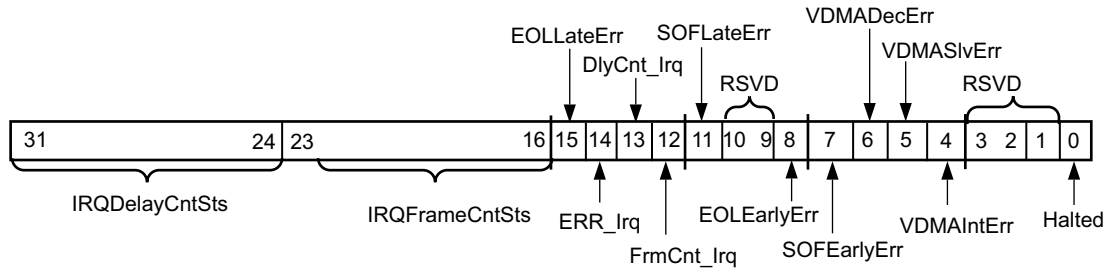 VDMADecErr
EOLLateErr
SOFLateErr
VDMASlvErr
DlyCnt_Irq
RSVD
RSVD
31 24 23 16 15 14 13 12 11 10 9 8 7 6 5 4 3 2 1 0
IRQDelayCntSts
IRQFrameCntSts
ERR_Irq
EOLEarlyErr
VDMAIntErr
Halted
FrmCnt_Irq
SOFEarlyErr